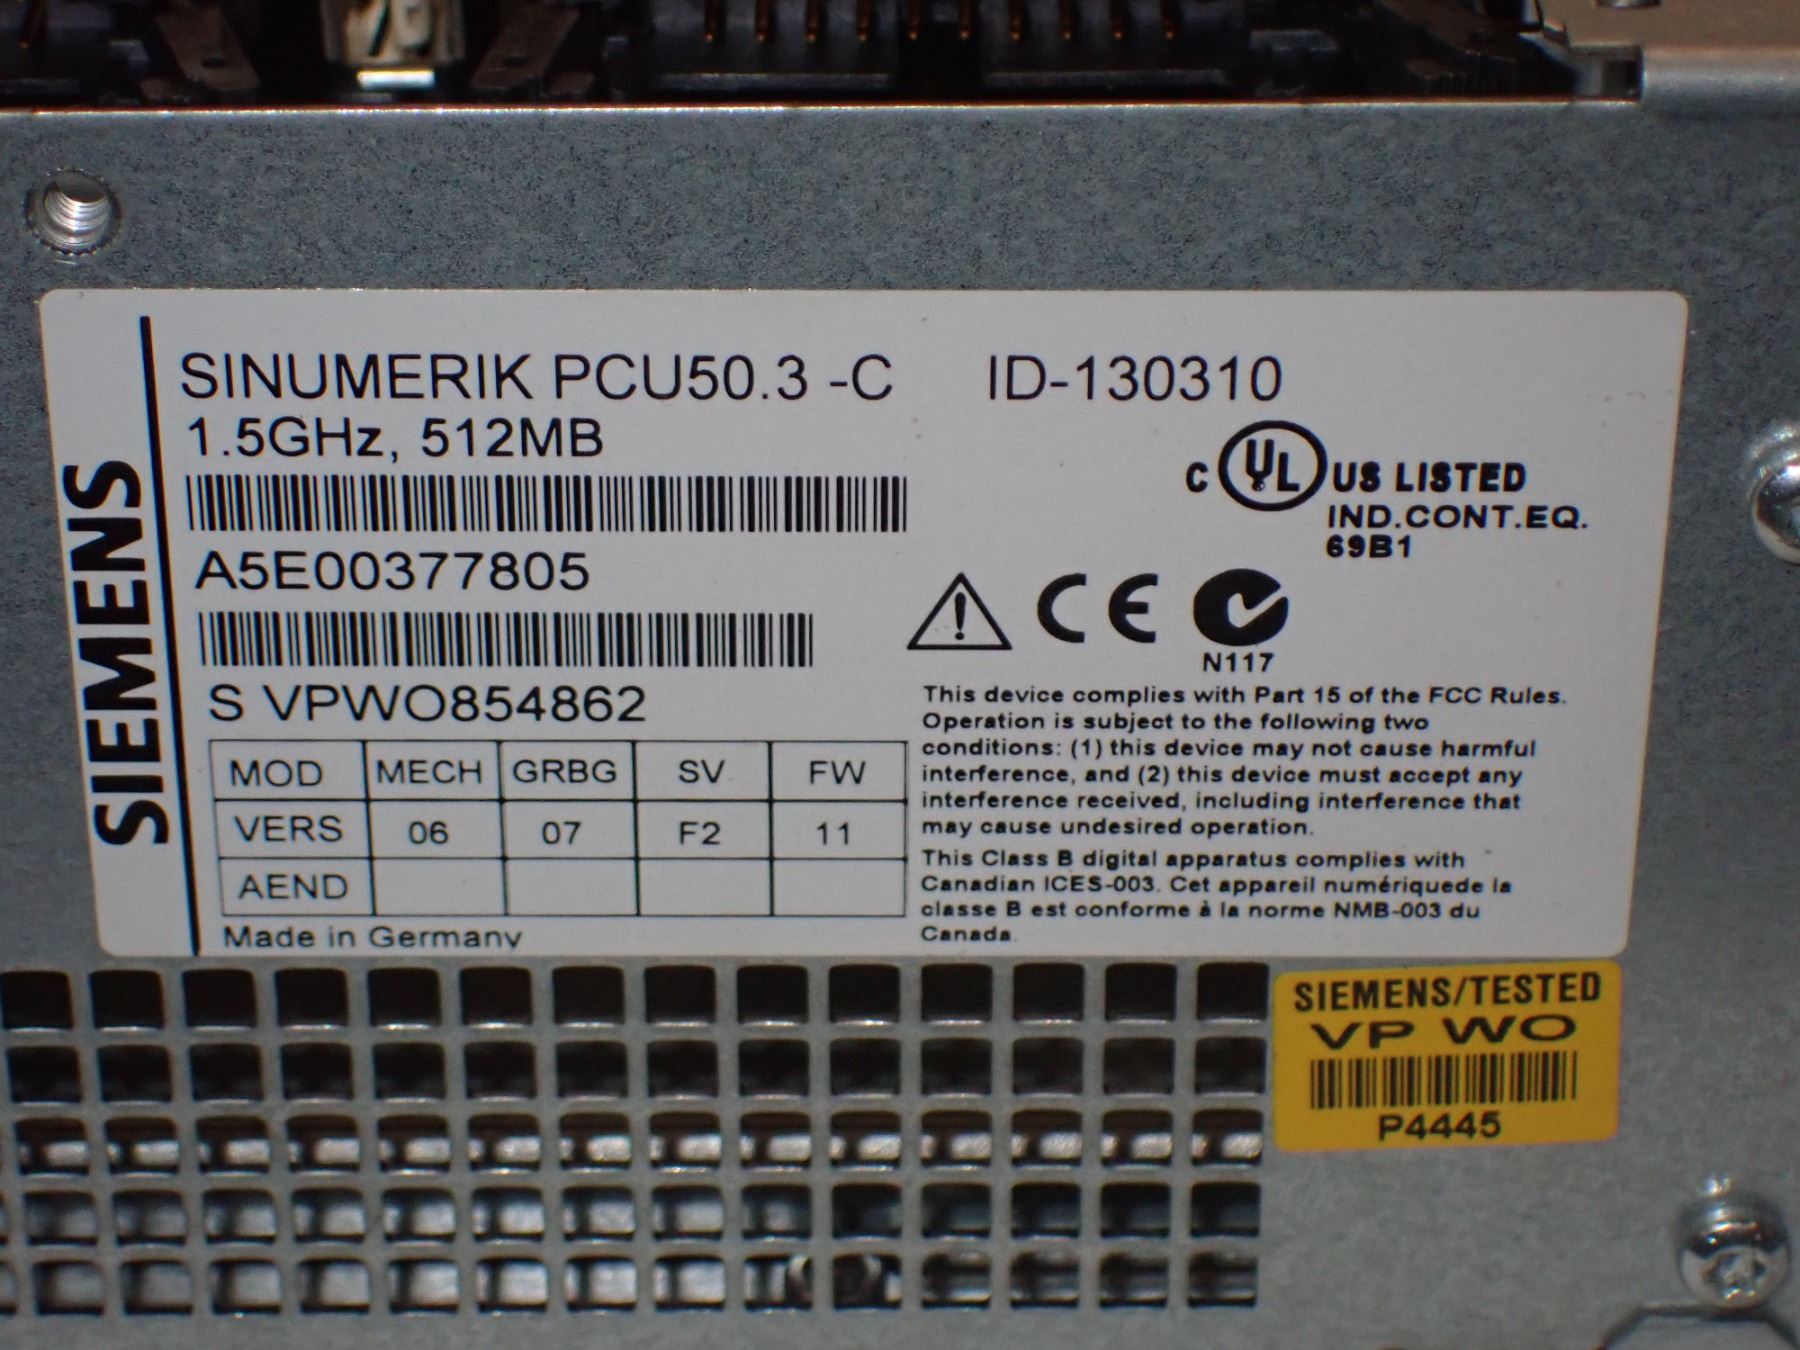 SIEMENS
SINUMERIK PCU50.3 -C ID-130310
1.5GHz, 512MB
A5E00377805
S VPWO854862
MOD MECH GRBG SV FW
VERS 06 07 F2 11
AEND
Made in Germany
C UL US LISTED
IND.CONT.EQ.
69B1
CE
N117
This device complies with Part 15 of the FCC Rules.
Operation is subject to the following two
conditions: (1) this device may not cause harmful
interference, and (2) this device must accept any
interference received, including interference that
may cause undesired operation.
This Class B digital apparatus complies with
Canadian ICES-003. Cet appareil numériquede la
classe B est conforme à la norme NMB-003 du
Canada.
SIEMENS/TESTED
VP WO
P4445